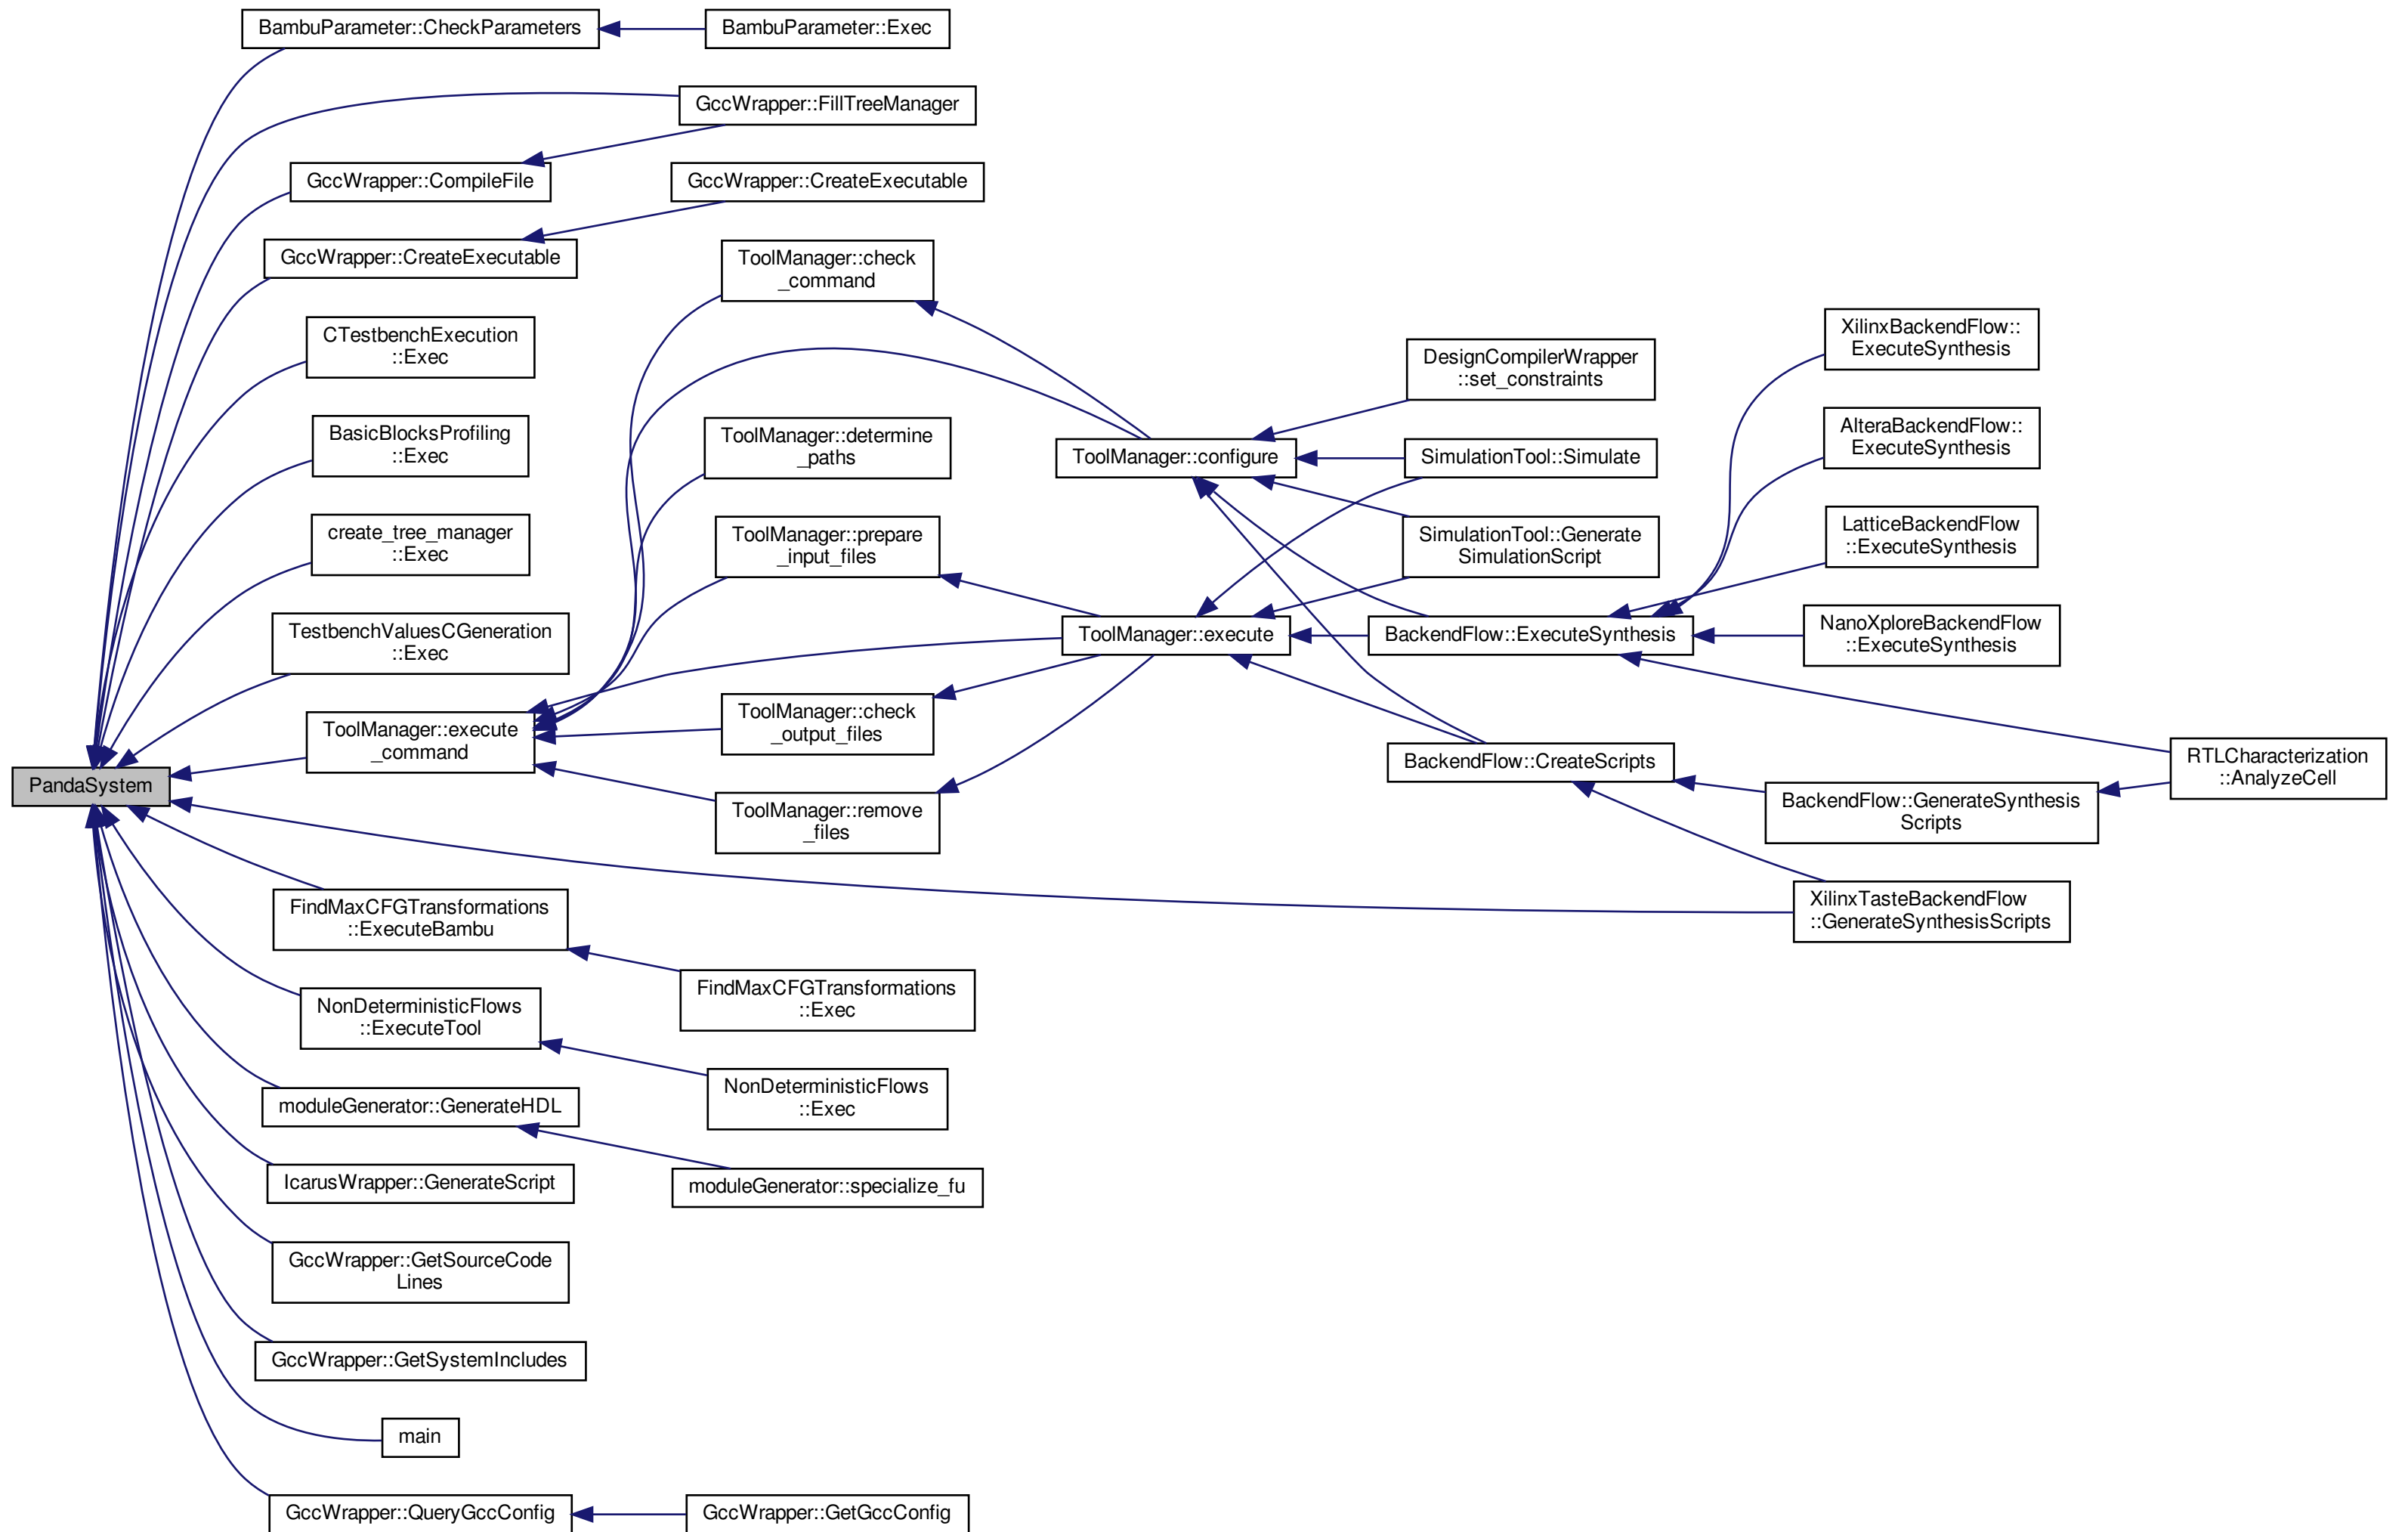 BambuParameter::CheckParameters
BambuParameter::Exec
GccWrapper::FillTreeManager
GccWrapper::CompileFile
GccWrapper::CreateExecutable
GccWrapper::CreateExecutable
ToolManager::check
_command
CTestbenchExecution
::Exec
XilinxBackendFlow::
ExecuteSynthesis
DesignCompilerWrapper
::set_constraints
BasicBlocksProfiling
::Exec
ToolManager::determine
_paths
AlteraBackendFlow::
ExecuteSynthesis
ToolManager::configure
SimulationTool::Simulate
create_tree_manager
::Exec
ToolManager::prepare
_input_files
SimulationTool::Generate
SimulationScript
LatticeBackendFlow
::ExecuteSynthesis
TestbenchValuesCGeneration
::Exec
ToolManager::execute
BackendFlow::ExecuteSynthesis
NanoXploreBackendFlow
::ExecuteSynthesis
ToolManager::execute
_command
ToolManager::check
_output_files
BackendFlow::CreateScripts
RTLCharacterization
::AnalyzeCell
PandaSystem
ToolManager::remove
_files
BackendFlow::GenerateSynthesis
Scripts
FindMaxCFGTransformations
::ExecuteBambu
XilinxTasteBackendFlow
::GenerateSynthesisScripts
FindMaxCFGTransformations
::Exec
NonDeterministicFlows
::ExecuteTool
NonDeterministicFlows
::Exec
moduleGenerator::GenerateHDL
IcarusWrapper::GenerateScript
moduleGenerator::specialize_fu
GccWrapper::GetSourceCode
Lines
GccWrapper::GetSystemIncludes
main
GccWrapper::QueryGccConfig
GccWrapper::GetGccConfig